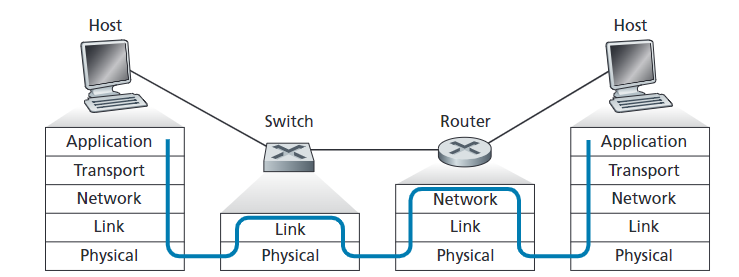 Host
Host
Switch
Router
Application
Transport
Network
Link
Physical
Link
Physical
Network
Link
Physical
Application
Transport
Network
Link
Physical